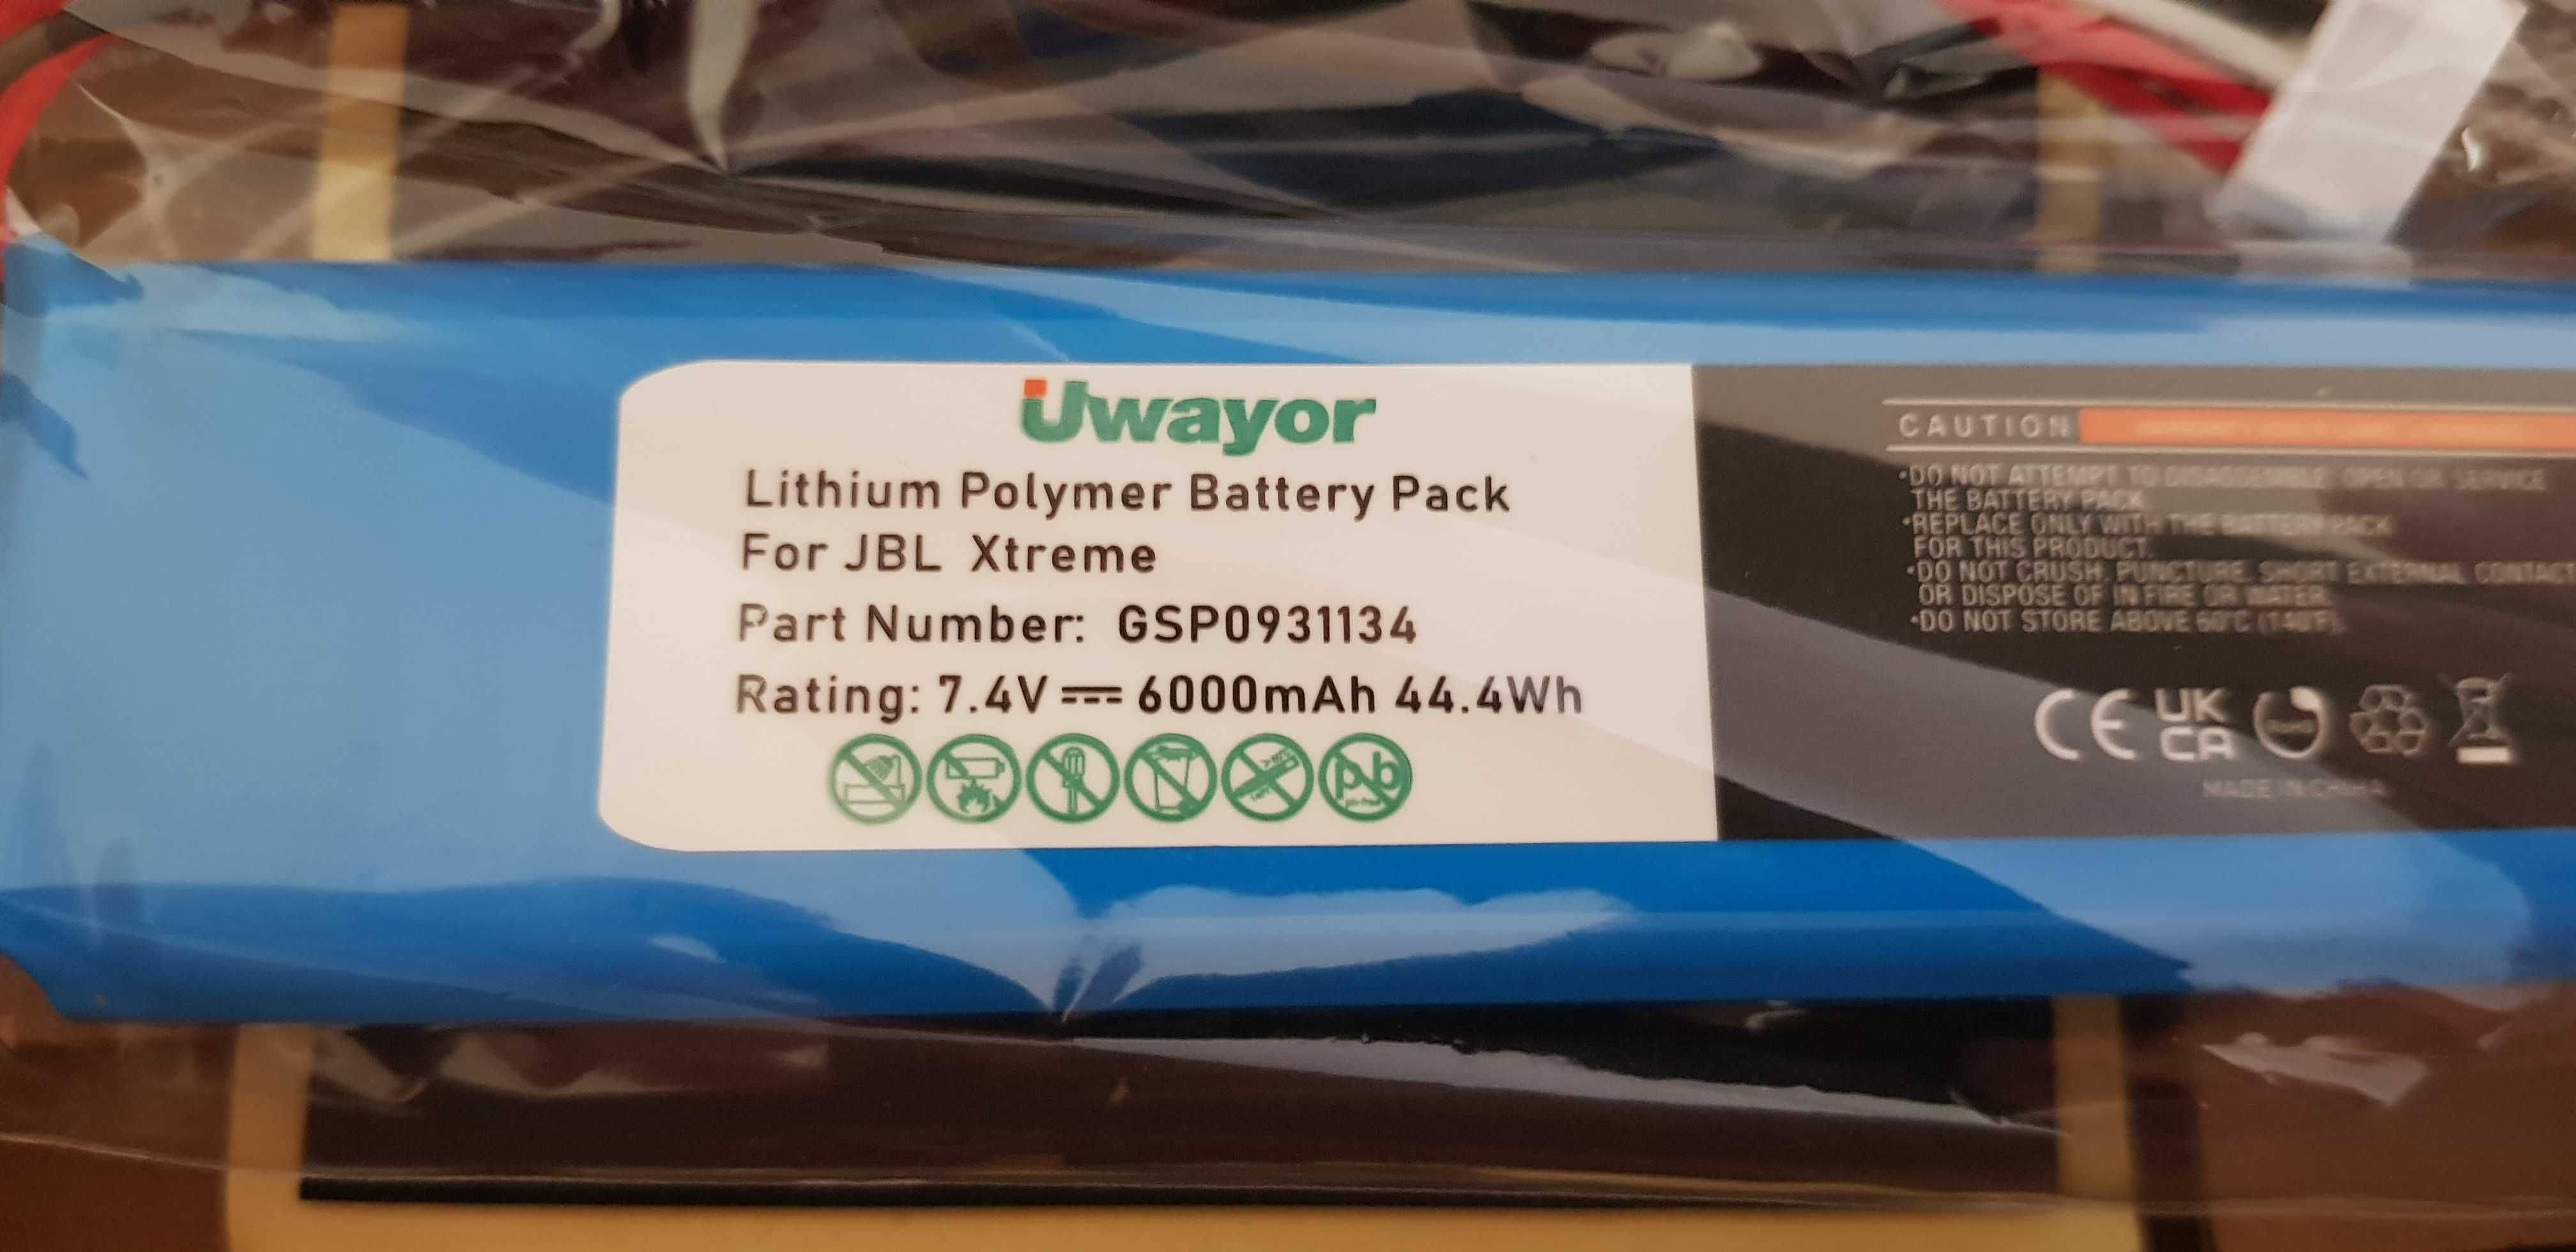 Uwayor
Lithium Polymer Battery Pack
For JBL Xtreme
Part Number: GSP0931134
Rating: 7.4V ⎓ 6000mAh 44.4Wh
Pb
CAUTION
•DO NOT ATTEMPT TO DISASSEMBLE, OPEN OR SERVICE
THE BATTERY PACK.
•REPLACE ONLY WITH THE BATTERY PACK
FOR THIS PRODUCT.
•DO NOT CRUSH, PUNCTURE, SHORT EXTERNAL CONTACT
OR DISPOSE OF IN FIRE OR WATER.
•DO NOT STORE ABOVE 60°C (140°F).
CE UK
CA
MADE IN CHINA